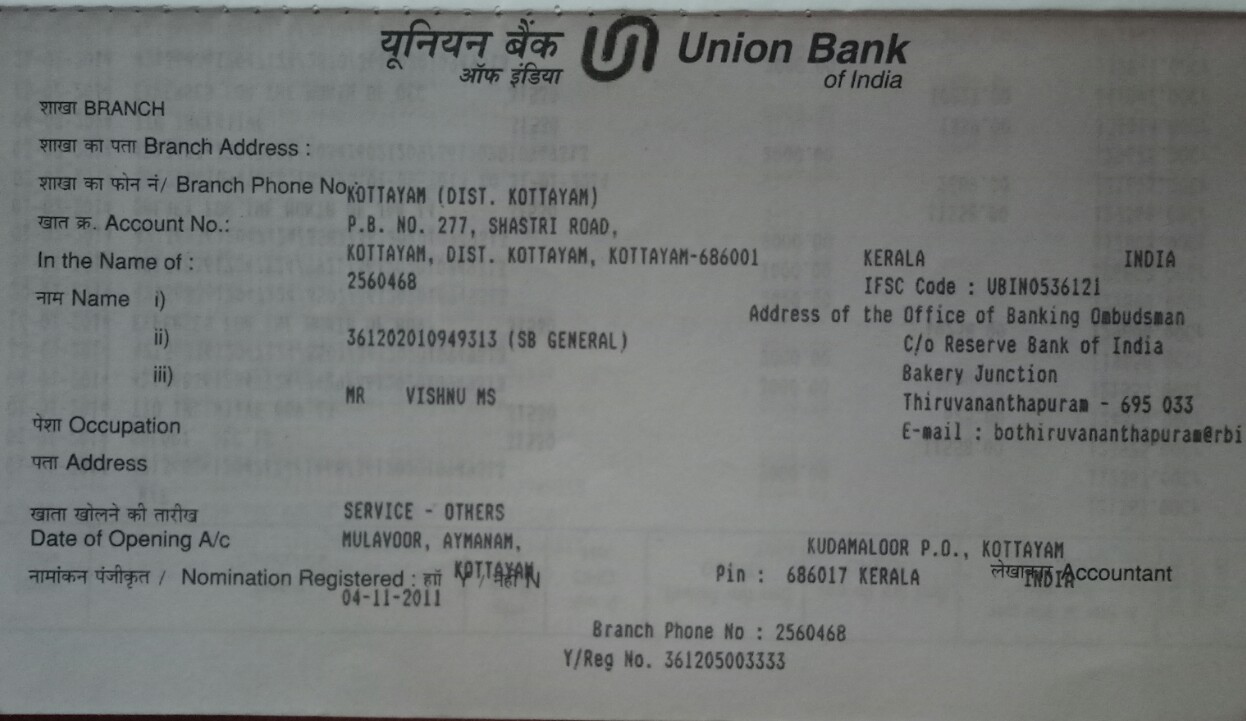 यूनियन बैंक Union Bank
ऑफ इंडिया of India
शाखा BRANCH
शाखा का पता Branch Address :
शाखा का फोन नं/ Branch Phone No.
KOTTAYAM (DIST. KOTTAYAM)
खात क्र. Account No.:
P.B. NO. 277, SHASTRI ROAD,
In the Name of :
KOTTAYAM, DIST. KOTTAYAM, KOTTAYAM-686001 KERALA INDIA
2560468 IFSC Code : UBIN0536121
नाम Name i)
Address of the Office of Banking Ombudsman
ii) 361202010949313 (SB GENERAL) C/o Reserve Bank of India
iii) Bakery Junction
MR VISHNU MS Thiruvananthapuram - 695 033
पेशा Occupation E-mail : bothiruvananthapuram@rbi
पता Address
खाता खोलने की तारीख SERVICE - OTHERS
Date of Opening A/c MULAVOOR, AYMANAM, KUDAMALOOR P.O., KOTTAYAM
नामांकन पंजीकृत / Nomination Registered : हाँ Y / नहीं N KOTTAYAM Pin : 686017 KERALA INDIA लेखाकार Accountant
04-11-2011
Branch Phone No : 2560468
Y/Reg No. 361205003333